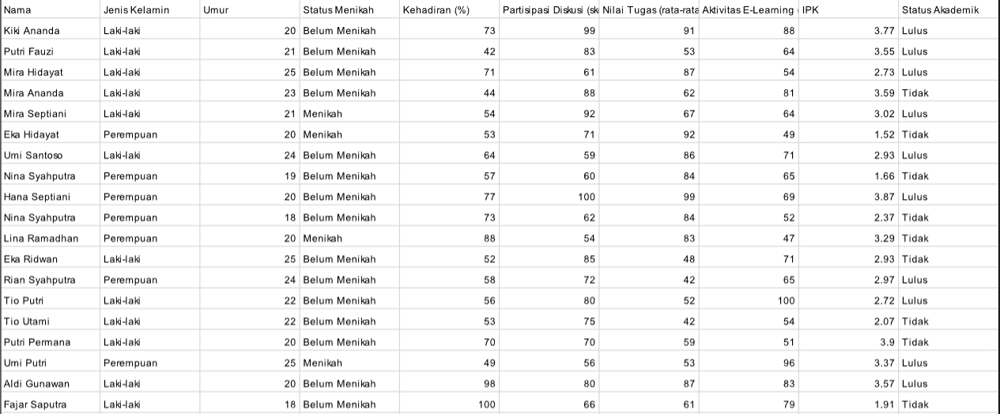 Nama Jenis Kelamin Umur Status Menikah Kehadiran (%) Partisipasi Diskusi (sk Nilai Tugas (rata-rata Aktivitas E-Learning IPK Status Akademik
Kiki Ananda Laki-laki 20 Belum Menikah 73 99 91 88 3.77 Lulus
Putri Fauzi Laki-laki 21 Belum Menikah 42 83 53 64 3.55 Lulus
Mira Hidayat Laki-laki 25 Belum Menikah 71 61 87 54 2.73 Lulus
Mira Ananda Laki-laki 23 Belum Menikah 44 88 62 81 3.59 Tidak
Mira Septiani Laki-laki 21 Menikah 54 92 67 64 3.02 Lulus
Eka Hidayat Perempuan 20 Menikah 53 71 92 49 1.52 Tidak
Umi Santoso Laki-laki 24 Belum Menikah 64 59 86 71 2.93 Lulus
Nina Syahputra Perempuan 19 Belum Menikah 57 60 84 65 1.66 Tidak
Hana Septiani Perempuan 20 Belum Menikah 77 100 99 69 3.87 Lulus
Nina Syahputra Perempuan 18 Belum Menikah 73 62 84 52 2.37 Tidak
Lina Ramadhan Perempuan 20 Menikah 88 54 83 47 3.29 Tidak
Eka Ridwan Laki-laki 25 Belum Menikah 52 85 48 71 2.93 Tidak
Rian Syahputra Perempuan 24 Belum Menikah 58 72 42 65 2.97 Lulus
Tio Putri Laki-laki 22 Belum Menikah 56 80 52 100 2.72 Lulus
Tio Utami Laki-laki 22 Belum Menikah 53 75 42 54 2.07 Tidak
Putri Permana Laki-laki 20 Belum Menikah 70 70 59 51 3.9 Tidak
Umi Putri Perempuan 25 Menikah 49 56 53 96 3.37 Lulus
Aldi Gunawan Laki-laki 20 Belum Menikah 98 80 87 83 3.57 Lulus
Fajar Saputra Laki-laki 18 Belum Menikah 100 66 61 79 1.91 Tidak